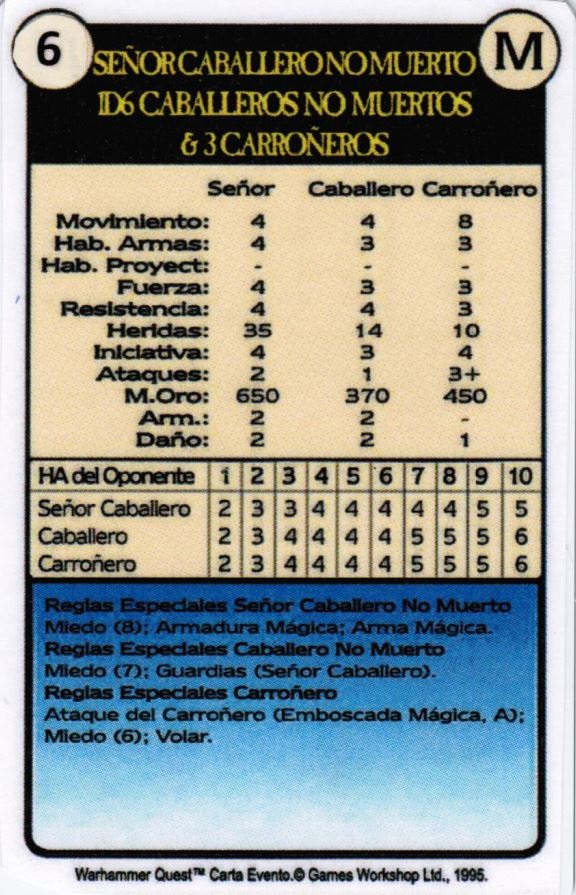 6
M
SEÑOR CABALLERO NO MUERTO
1D6 CABALLEROS NO MUERTOS
& 3 CARROÑEROS
Señor Caballero Carroñero
Movimiento: 4 4 8
Hab. Armas: 4 3 3
Hab. Proyect: - - -
Fuerza: 4 3 3
Resistencia: 4 4 3
Heridas: 35 14 10
Iniciativa: 4 3 4
Ataques: 2 1 3+
M.Oro: 650 370 450
Arm.: 2 2 -
Daño: 2 2 1
HA del Oponente 1 2 3 4 5 6 7 8 9 10
Señor Caballero 2 3 3 4 4 4 4 4 5 5
Caballero 2 3 4 4 4 4 5 5 5 6
Carroñero 2 3 4 4 4 4 5 5 5 6
Reglas Especiales Señor Caballero No Muerto
Miedo (8); Armadura Mágica; Arma Mágica.
Reglas Especiales Caballero No Muerto
Miedo (7); Guardias (Señor Caballero).
Reglas Especiales Carroñero
Ataque del Carroñero (Emboscada Mágica, A);
Miedo (6); Volar.
Warhammer Quest™ Carta Evento.© Games Workshop Ltd., 1995.